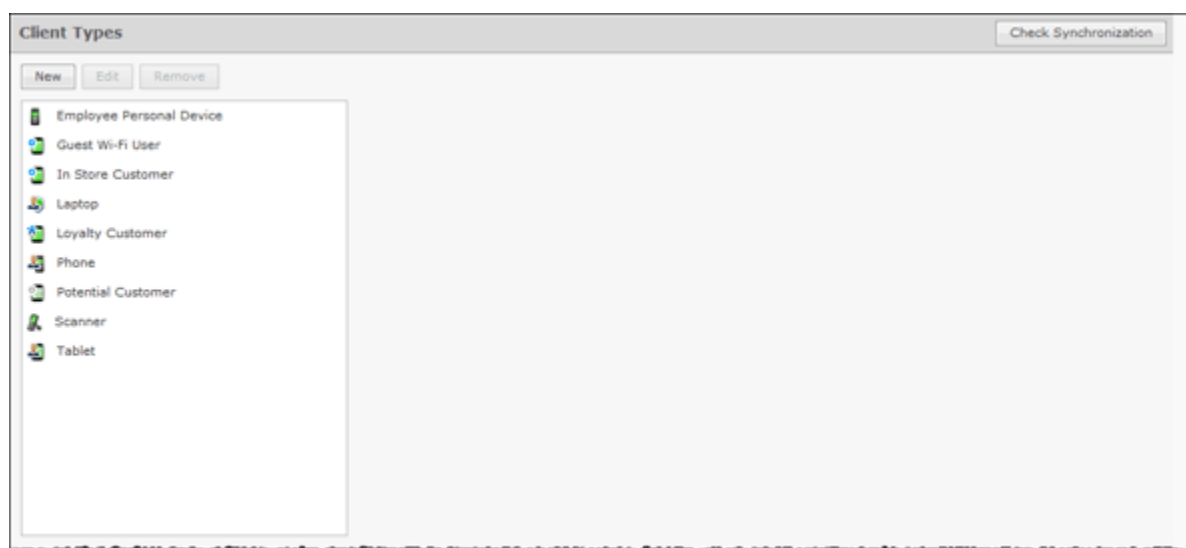 Client Types
Check Synchronization
New Edit Remove
Employee Personal Device
Guest Wi-Fi User
In Store Customer
Laptop
Loyalty Customer
Phone
Potential Customer
Scanner
Tablet